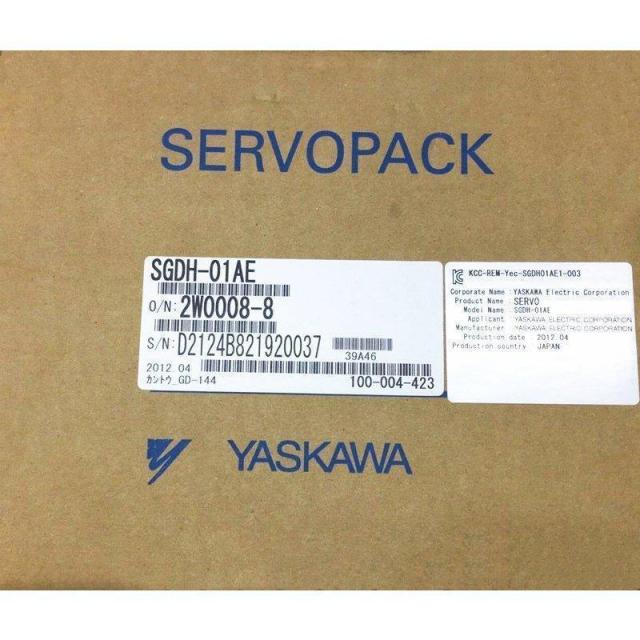 SERVOPACK
SGDH-01AE
O/N: 2W0008-8
S/N: D2124B821920037
39A46
2012.04
カントウ_GD-144
100-004-423
KCC-REM-Yec-SGDH01AE1-003
Corporate Name : YASKAWA Electric Corporation
Product Name : SERVO
Model Name : SGDH-01AE
Applicant : YASKAWA ELECTRIC CORPORATION
Manufacturer : YASKAWA ELECTRIC CORPORATION
Production date : 2012.04
Production country : JAPAN
YASKAWA